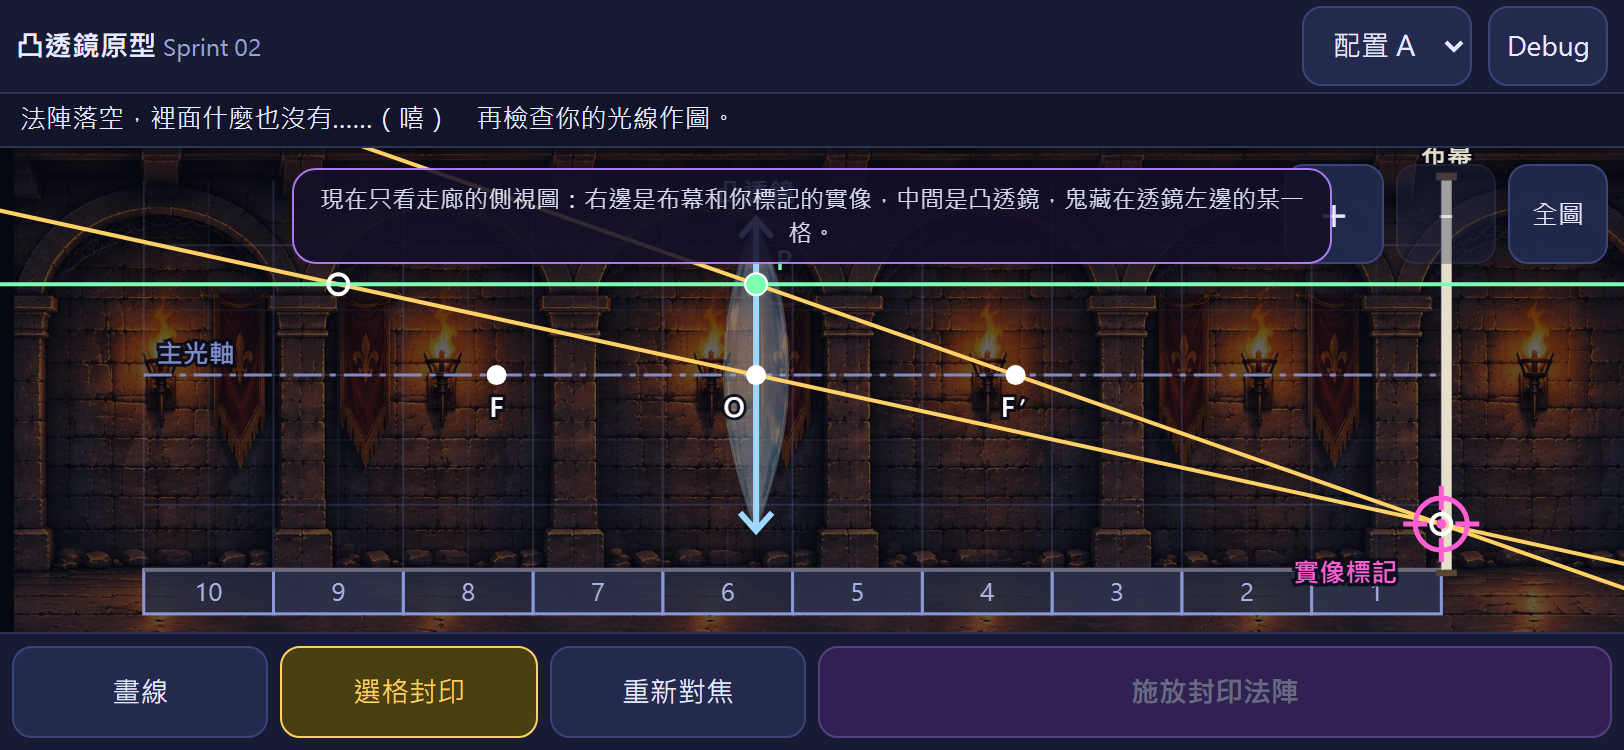 凸透鏡原型 Sprint 02
配置 A
Debug
法陣落空，裡面什麼也沒有……（嘻） 再檢查你的光線作圖。
布幕
現在只看走廊的側視圖：右邊是布幕和你標記的實像，中間是凸透鏡，鬼藏在透鏡左邊的某一
格。
+
−
全圖
P
主光軸
F
O
F′
實像標記
10 9 8 7 6 5 4 3 2 1
畫線
選格封印
重新對焦
施放封印法陣